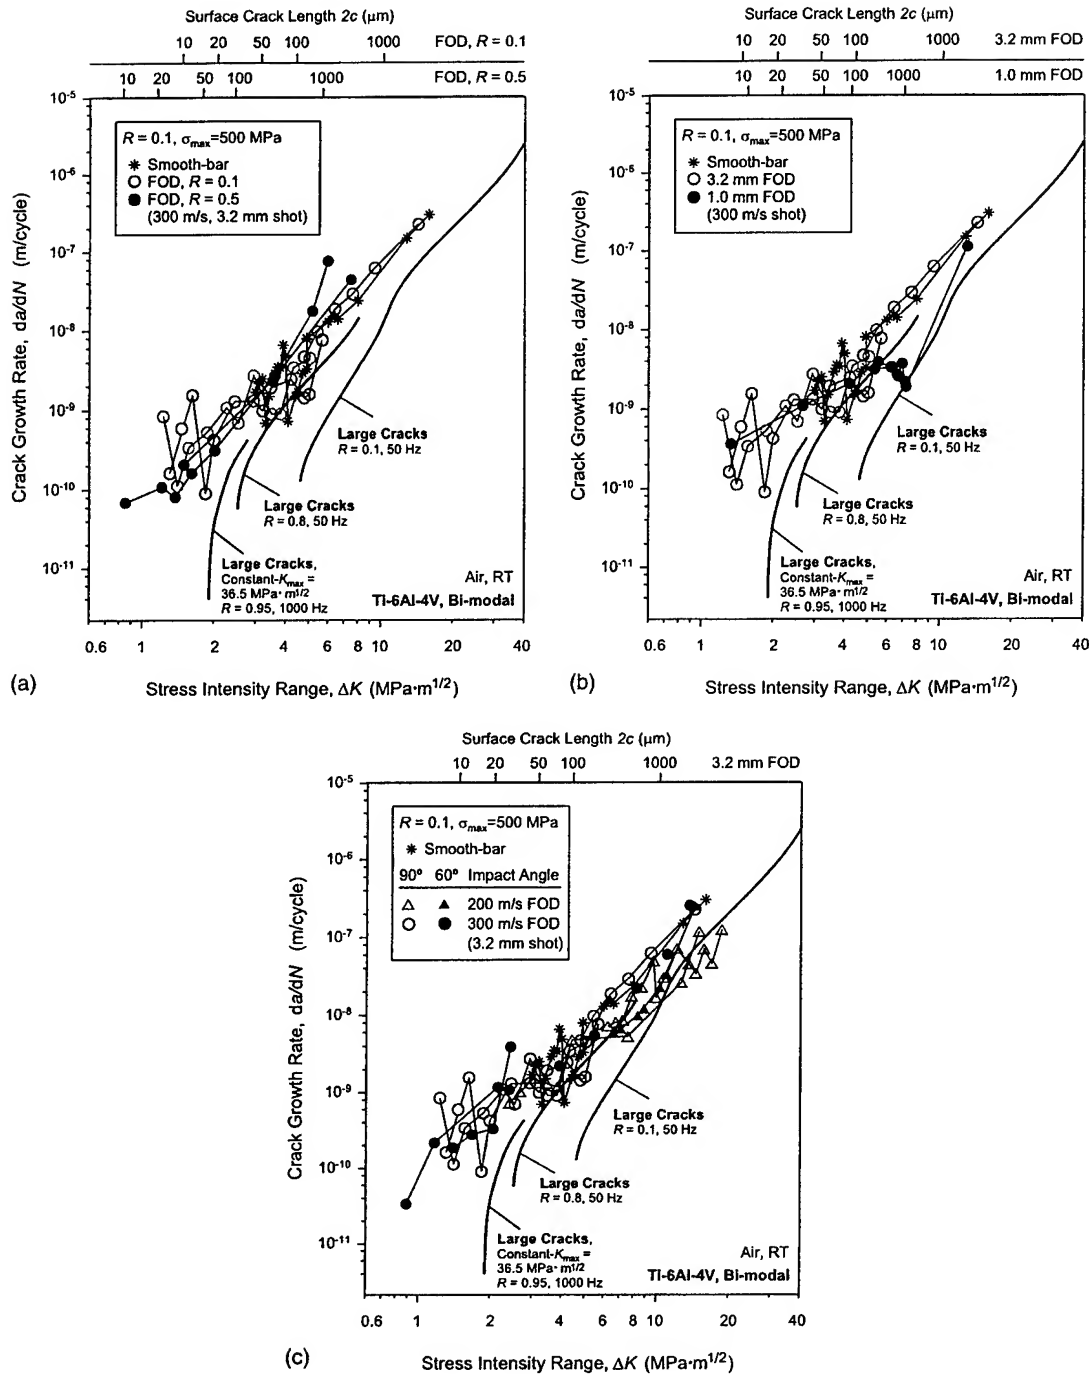 Surface Crack Length 2c (μm)
10 20 50 100 1000 FOD, R = 0.1
10 20 50 100 1000 FOD, R = 0.5
10⁻⁵
10⁻⁶
10⁻⁷
10⁻⁸
10⁻⁹
10⁻¹⁰
10⁻¹¹
Crack Growth Rate, da/dN (m/cycle)
R = 0.1, σmax=500 MPa
Smooth-bar
FOD, R = 0.1
FOD, R = 0.5
(300 m/s, 3.2 mm shot)
Large Cracks
R = 0.1, 50 Hz
Large Cracks
R = 0.8, 50 Hz
Large Cracks,
Constant-Kmax =
36.5 MPa·m1/2
R = 0.95, 1000 Hz
Air, RT
Ti-6Al-4V, Bi-modal
0.6 1 2 4 6 8 10 20 40
(a)
Stress Intensity Range, ΔK (MPa·m1/2)
Surface Crack Length 2c (μm)
10 20 50 100 1000 3.2 mm FOD
10 20 50 100 1000 1.0 mm FOD
10⁻⁵
10⁻⁶
10⁻⁷
10⁻⁸
10⁻⁹
10⁻¹⁰
10⁻¹¹
Crack Growth Rate, da/dN (m/cycle)
R = 0.1, σmax=500 MPa
Smooth-bar
3.2 mm FOD
1.0 mm FOD
(300 m/s shot)
Large Cracks
R = 0.1, 50 Hz
Large Cracks
R = 0.8, 50 Hz
Large Cracks,
Constant-Kmax =
36.5 MPa·m1/2
R = 0.95, 1000 Hz
Air, RT
Ti-6Al-4V, Bi-modal
0.6 1 2 4 6 8 10 20 40
(b)
Stress Intensity Range, ΔK (MPa·m1/2)
Surface Crack Length 2c (μm)
10 20 50 100 1000 3.2 mm FOD
10⁻⁵
10⁻⁶
10⁻⁷
10⁻⁸
10⁻⁹
10⁻¹⁰
10⁻¹¹
Crack Growth Rate, da/dN (m/cycle)
R = 0.1, σmax=500 MPa
Smooth-bar
90º 60º Impact Angle
200 m/s FOD
300 m/s FOD
(3.2 mm shot)
Large Cracks
R = 0.1, 50 Hz
Large Cracks
R = 0.8, 50 Hz
Large Cracks,
Constant-Kmax =
36.5 MPa·m1/2
R = 0.95, 1000 Hz
Air, RT
Ti-6Al-4V, Bi-modal
0.6 1 2 4 6 8 10 20 40
(c)
Stress Intensity Range, ΔK (MPa·m1/2)